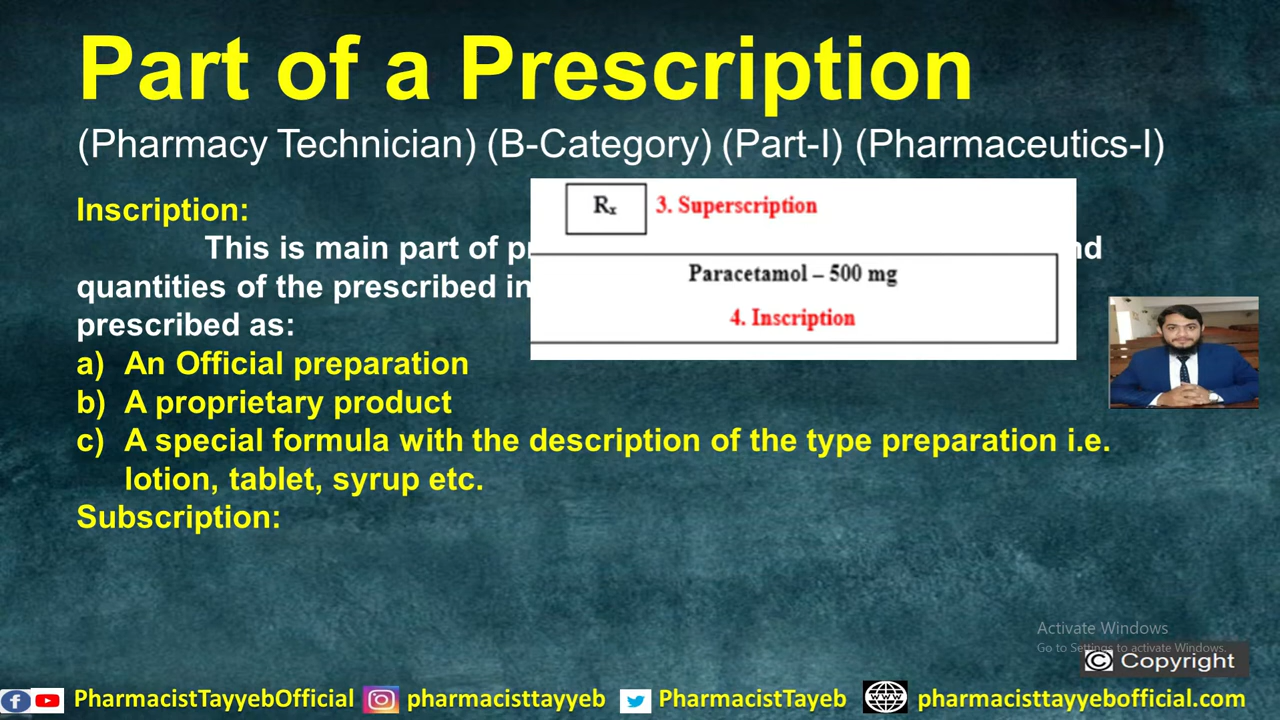 Part of a Prescription
(Pharmacy Technician) (B-Category) (Part-I) (Pharmaceutics-I)
Inscription:
This is main part of
quantities of the prescribed
prescribed as:
Rx 3. Superscription
Paracetamol – 500 mg
4. Inscription
a) An Official preparation
b) A proprietary product
c) A special formula with the description of the type preparation i.e.
lotion, tablet, syrup etc.
Subscription:
Activate Windows
Go to Settings to activate Windows.
© Copyright
PharmacistTayyebOfficial pharmacisttayyeb PharmacistTayeb pharmacisttayyebofficial.com